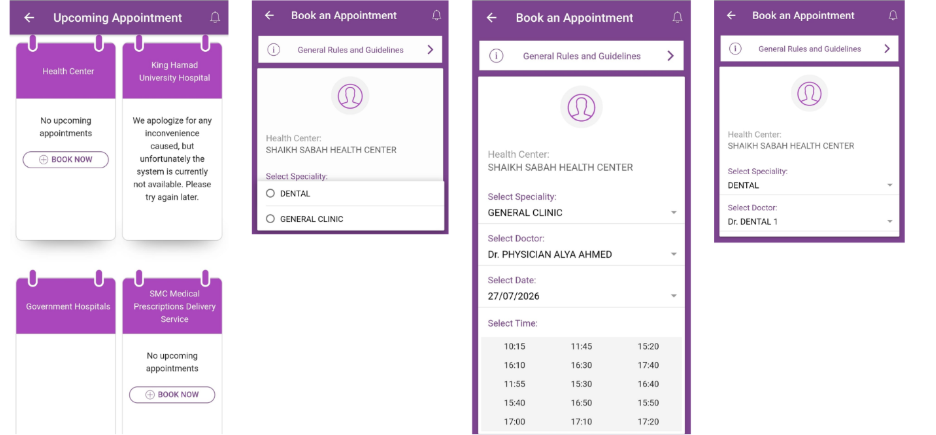 Upcoming Appointment
Health Center
No upcoming
appointments
BOOK NOW
King Hamad
University Hospital
We apologize for any
inconvenience
caused, but
unfortunately the
system is currently
not available. Please
try again later.
Government Hospitals
SMC Medical
Prescriptions Delivery
Service
No upcoming
appointments
BOOK NOW
Book an Appointment
General Rules and Guidelines
Health Center:
SHAIKH SABAH HEALTH CENTER
Select Speciality:
DENTAL
GENERAL CLINIC
Book an Appointment
General Rules and Guidelines
Health Center:
SHAIKH SABAH HEALTH CENTER
Select Speciality:
GENERAL CLINIC
Select Doctor:
Dr. PHYSICIAN ALYA AHMED
Select Date:
27/07/2026
Select Time:
10:15 11:45 15:20
16:10 16:30 17:40
11:55 15:30 16:40
15:40 16:50 15:50
17:00 17:10 17:20
Book an Appointment
General Rules and Guidelines
Health Center:
SHAIKH SABAH HEALTH CENTER
Select Speciality:
DENTAL
Select Doctor:
Dr. DENTAL 1